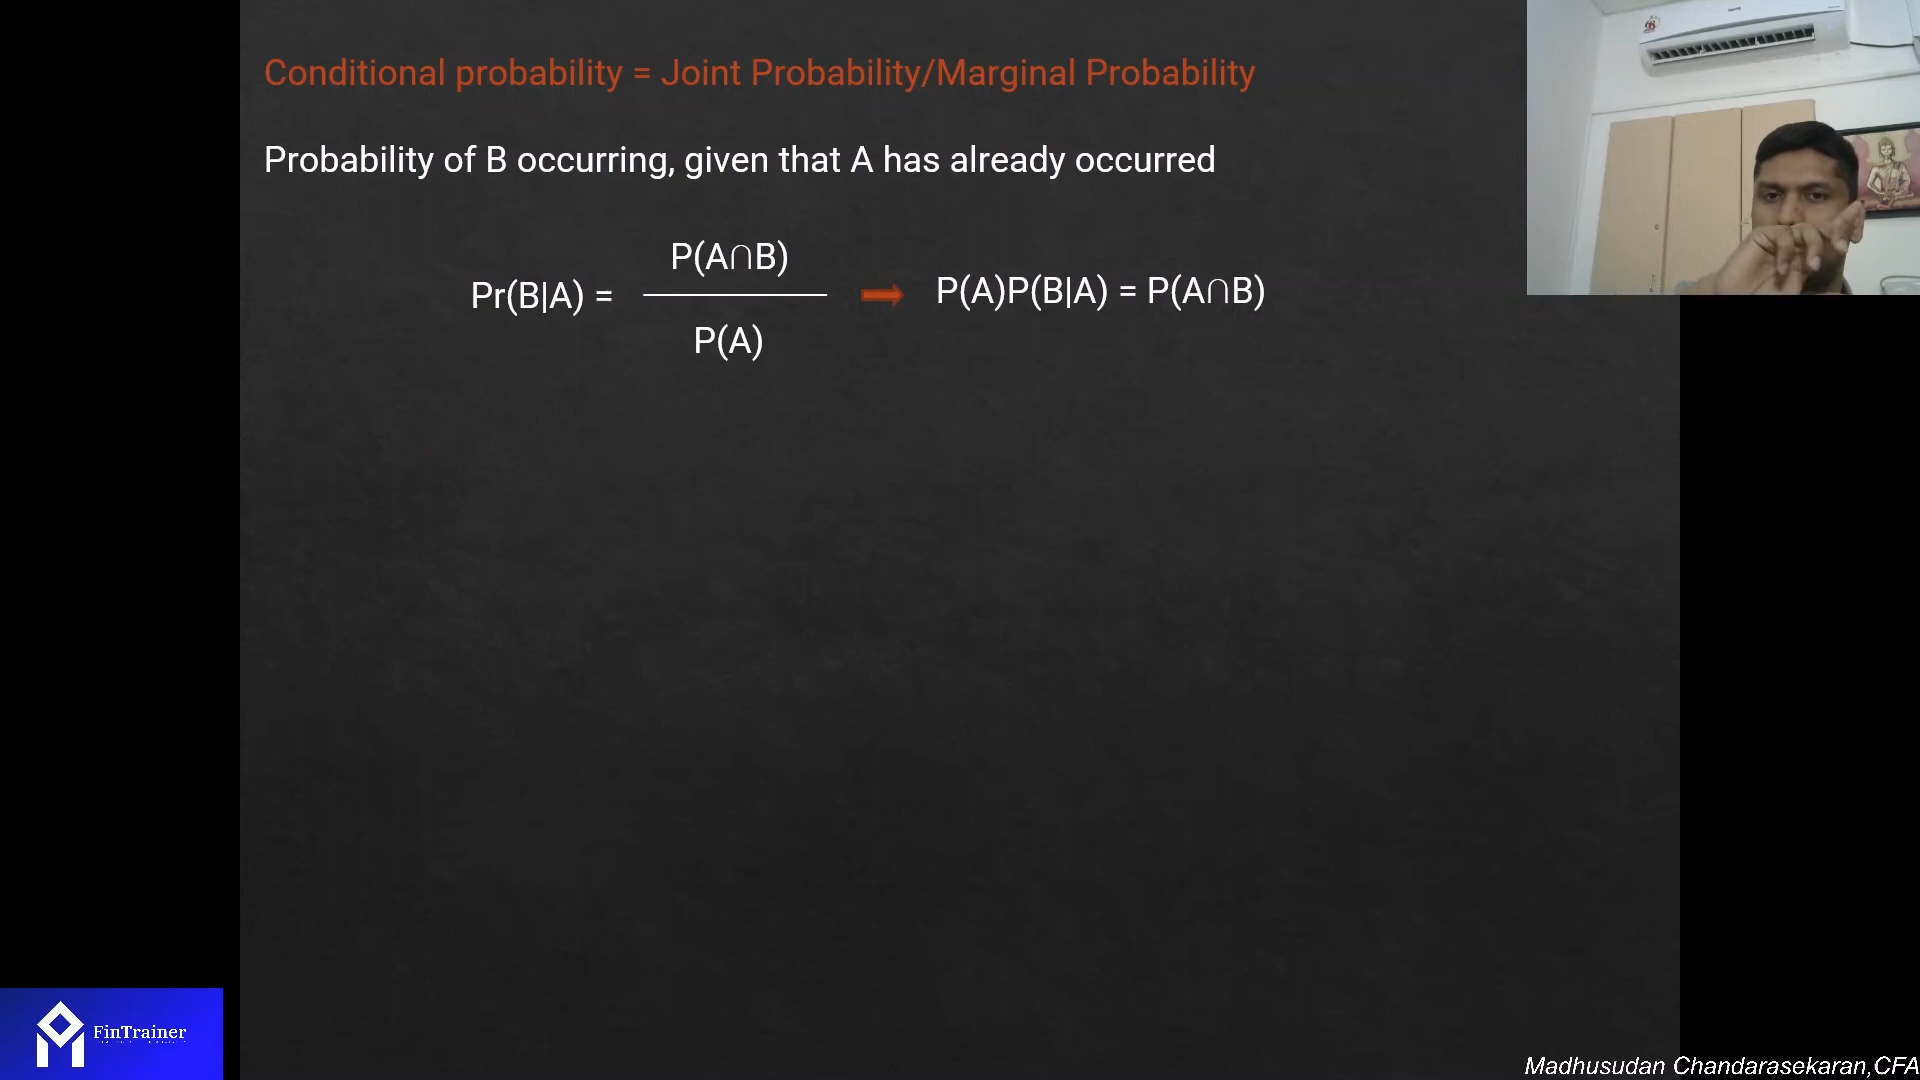 Conditional probability = Joint Probability/Marginal Probability
Probability of B occurring, given that A has already occurred
P(A∩B)
Pr(B|A) =
P(A)
P(A)P(B|A) = P(A∩B)
FinTrainer
Madhusudan Chandarasekaran,CFA